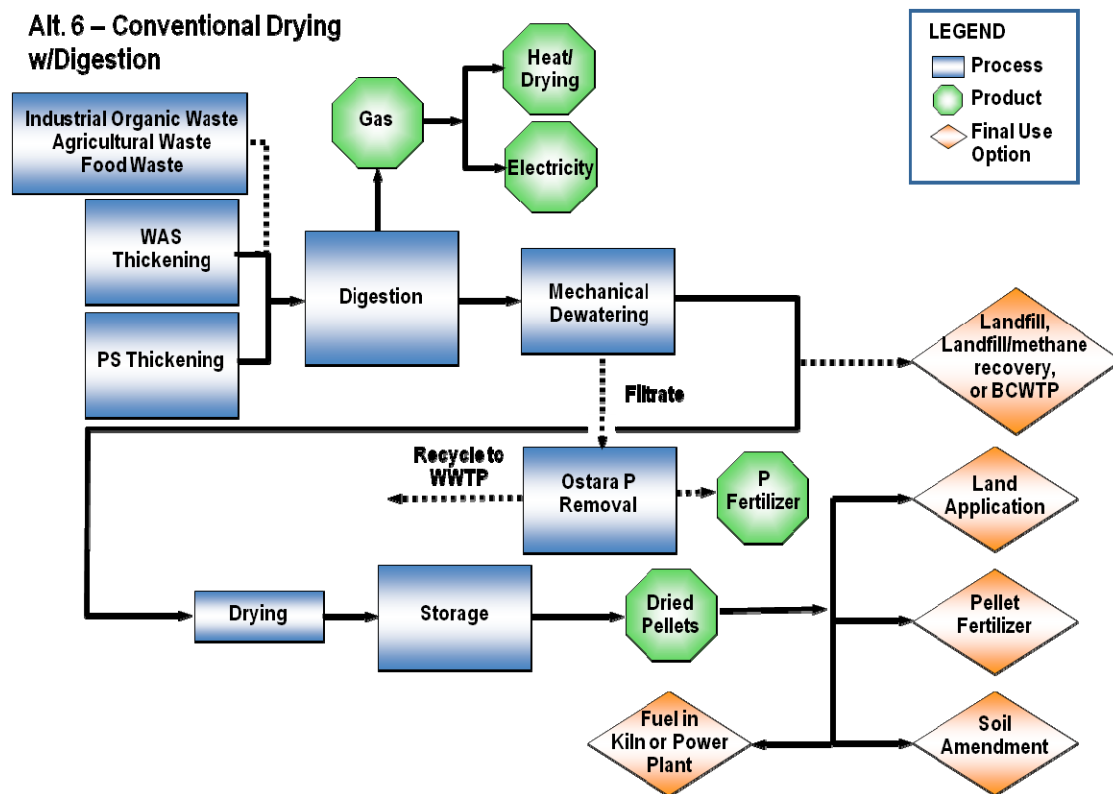 Alt. 6 – Conventional Drying
w/Digestion
LEGEND
Process
Product
Final Use
Option
Industrial Organic Waste
Agricultural Waste
Food Waste
Gas
Heat/
Drying
Electricity
WAS
Thickening
PS Thickening
Digestion
Mechanical
Dewatering
Landfill,
Landfill/methane
recovery,
or BCWTP
Filtrate
Recycle to
WWTP
Ostara P
Removal
P
Fertilizer
Land
Application
Drying
Storage
Dried
Pellets
Pellet
Fertilizer
Fuel in
Kiln or Power
Plant
Soil
Amendment